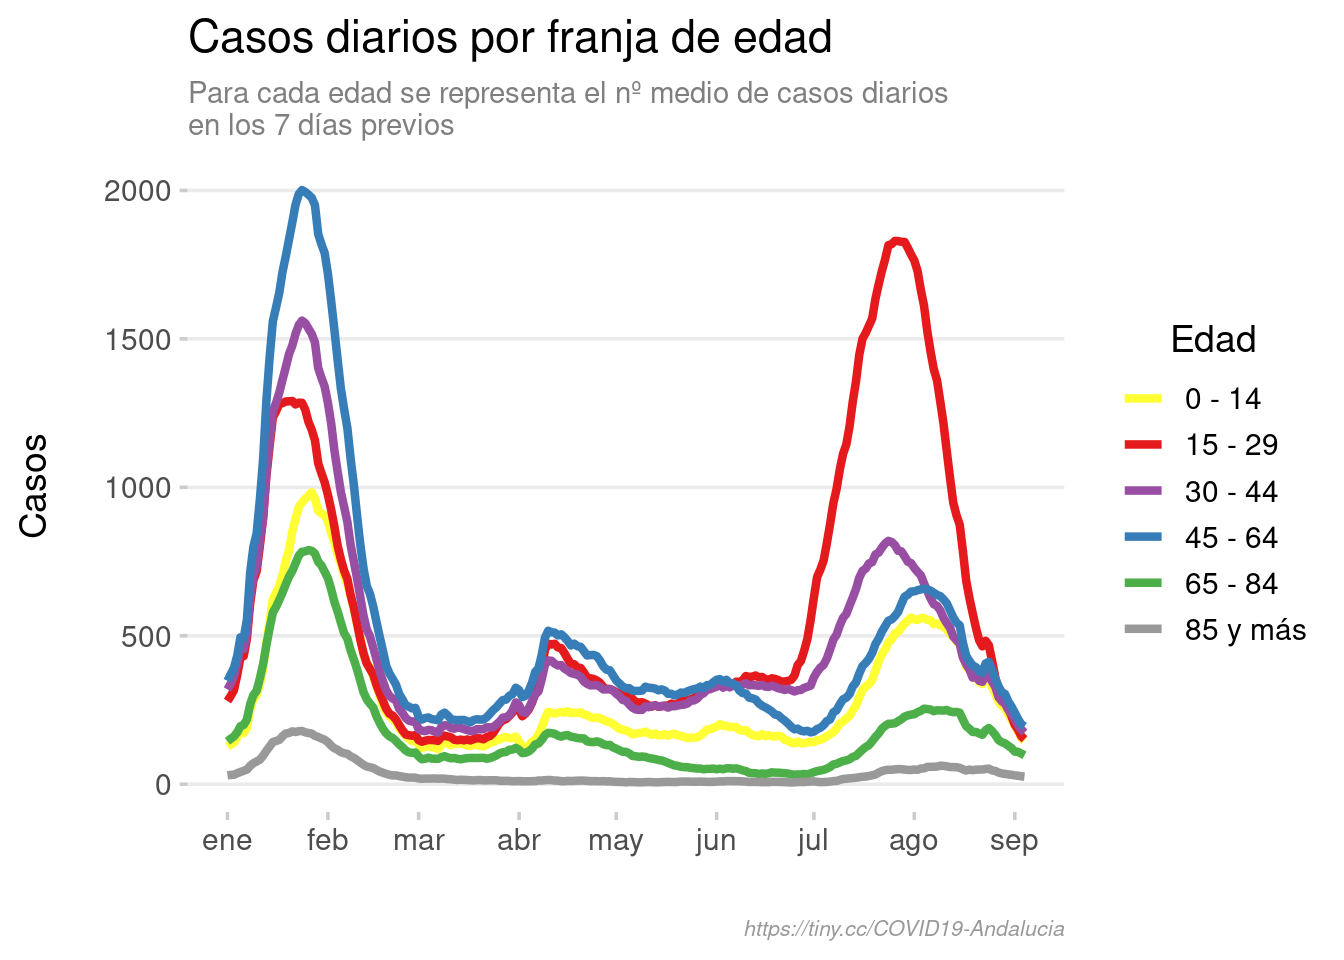 Casos diarios por franja de edad
Para cada edad se representa el nº medio de casos diarios
en los 7 días previos
2000
1500
1000
500
0
Casos
ene feb mar abr may jun jul ago sep
Edad
0 - 14
15 - 29
30 - 44
45 - 64
65 - 84
85 y más
https://tiny.cc/COVID19-Andalucia